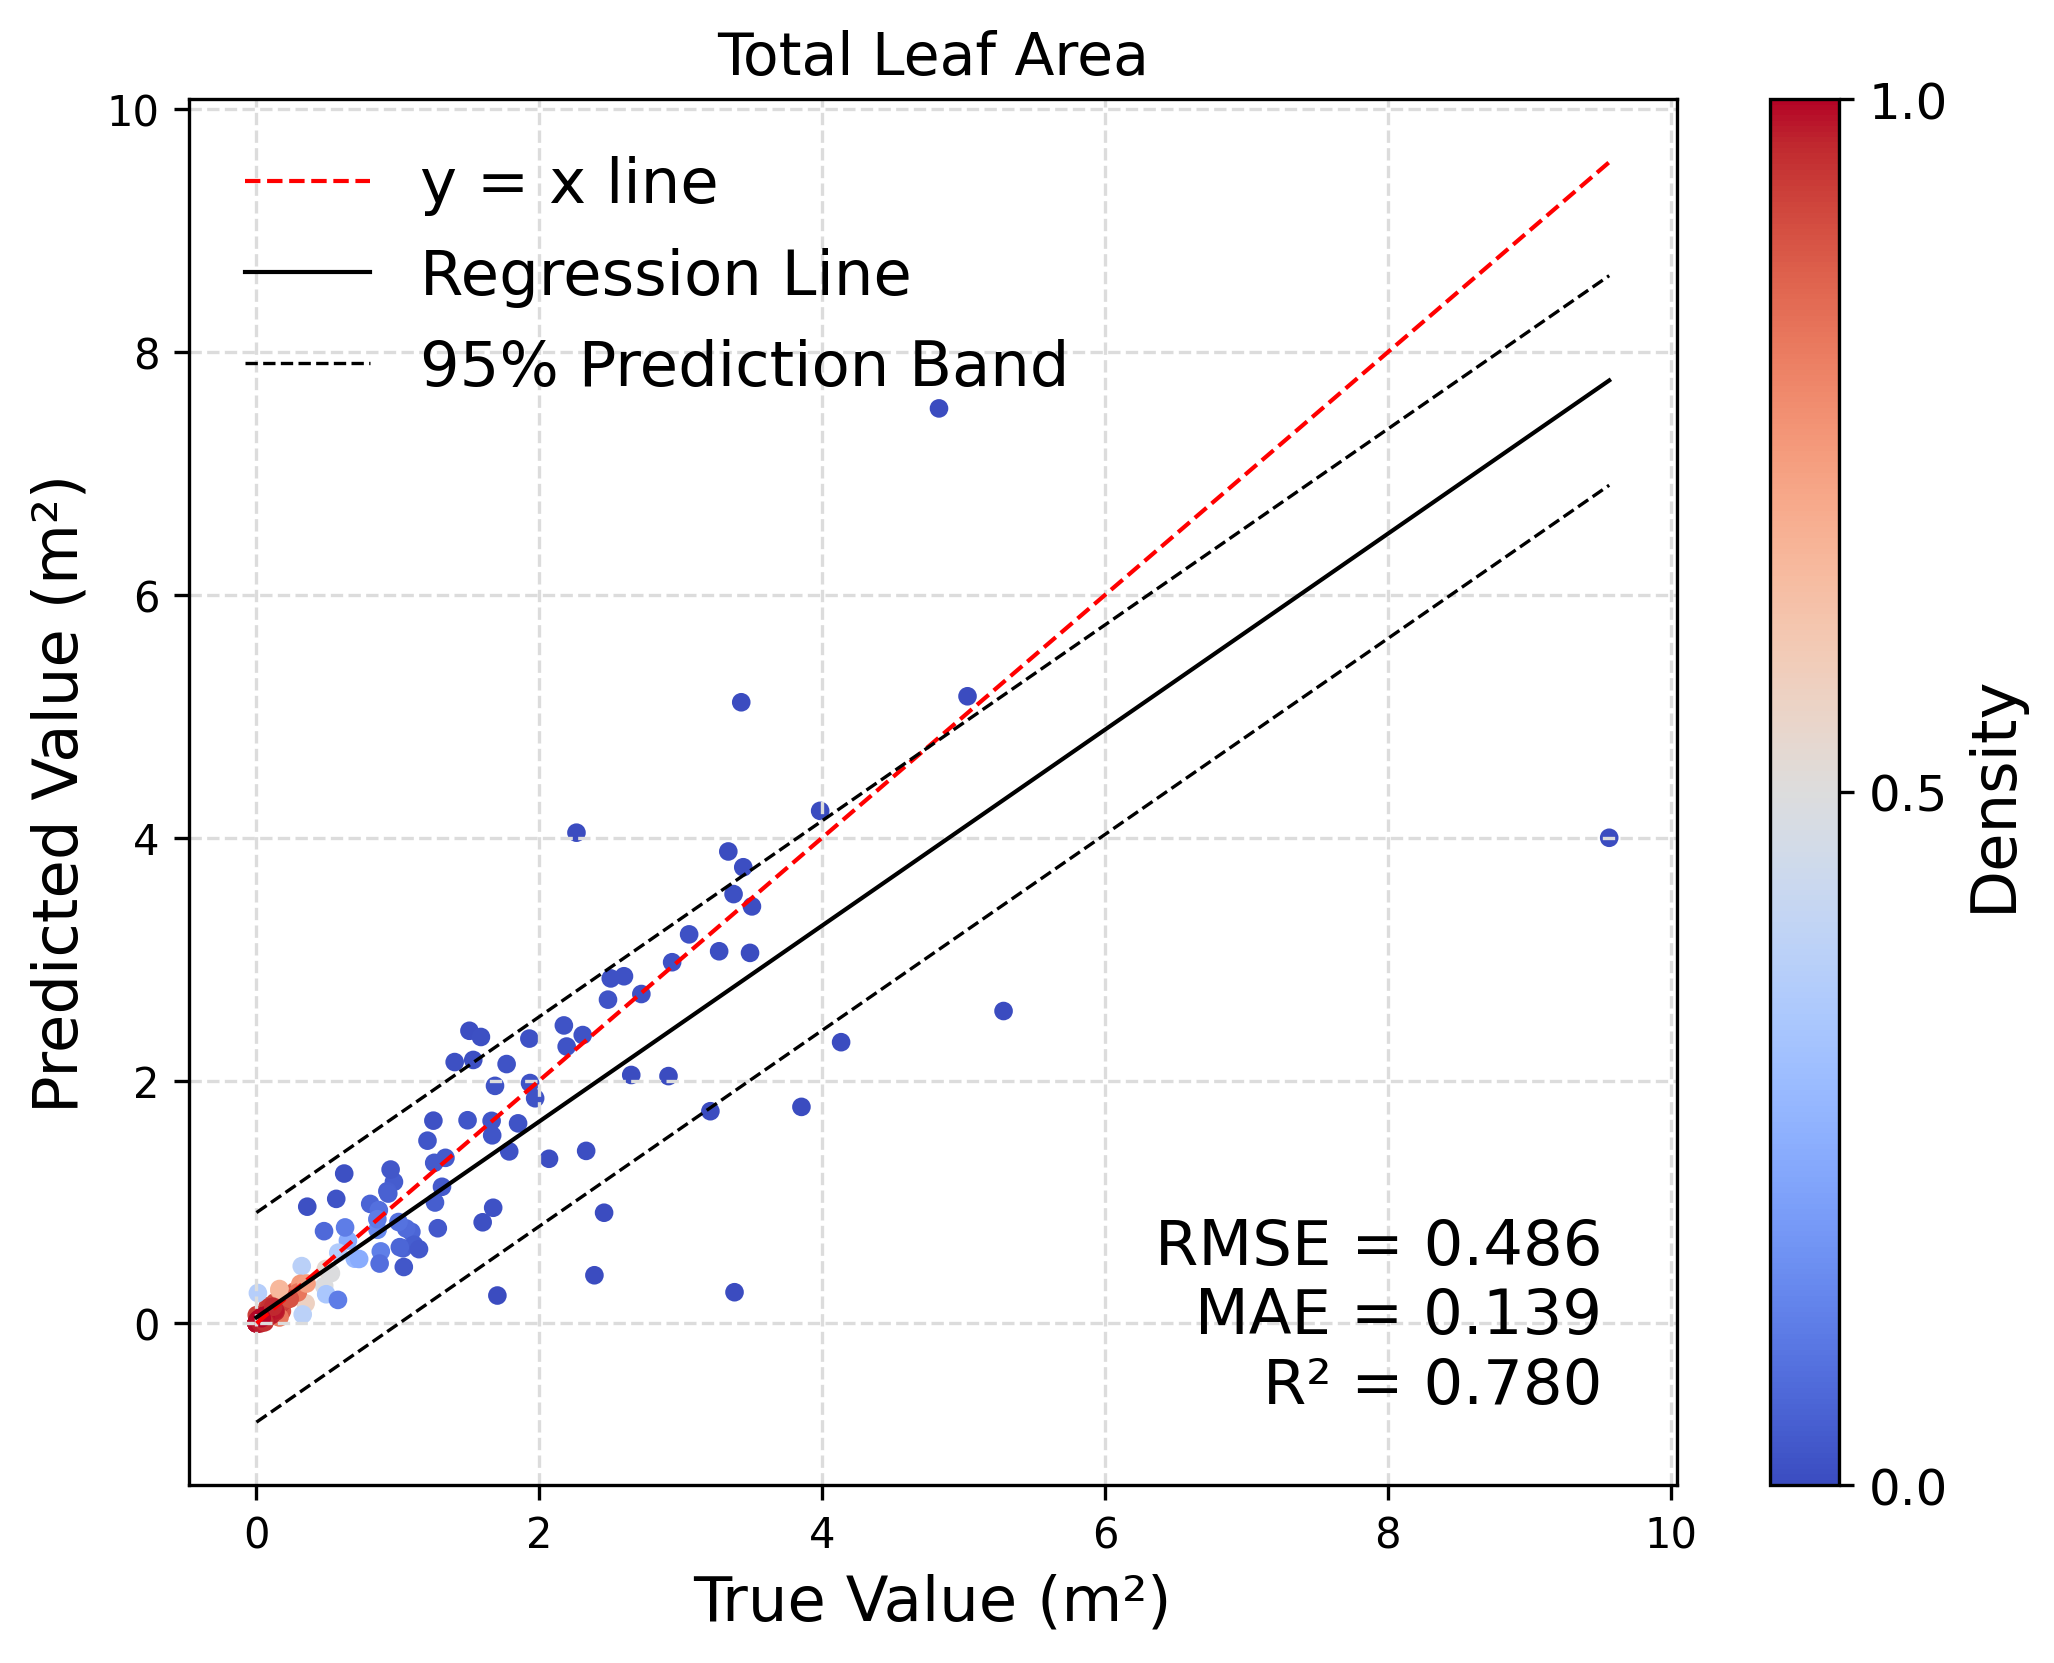 Total Leaf Area
y = x line
Regression Line
95% Prediction Band
RMSE = 0.486
MAE = 0.139
R² = 0.780
10
8
6
4
2
0
0
2
4
6
8
10
Predicted Value (m²)
True Value (m²)
1.0
0.5
0.0
Density